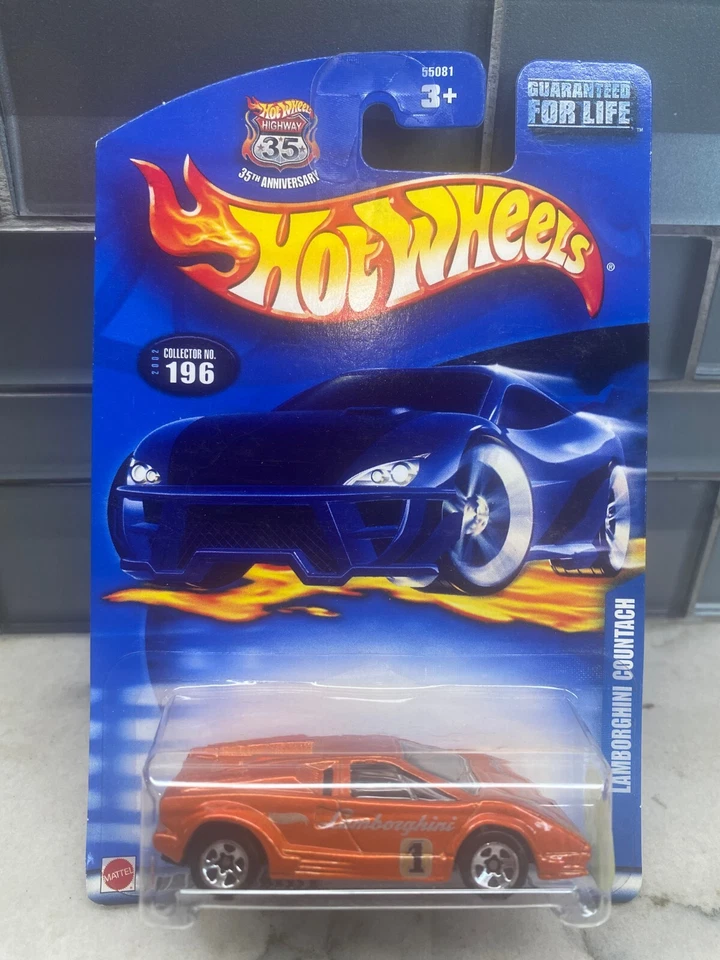 55081
3+
GUARANTEED
FOR LIFE
™
HOT WHEELS
HIGHWAY
35
35TH ANNIVERSARY
HOT WHEELS
®
2002
COLLECTOR NO.
196
LAMBORGHINI COUNTACH
Lamborghini
1
MATTEL